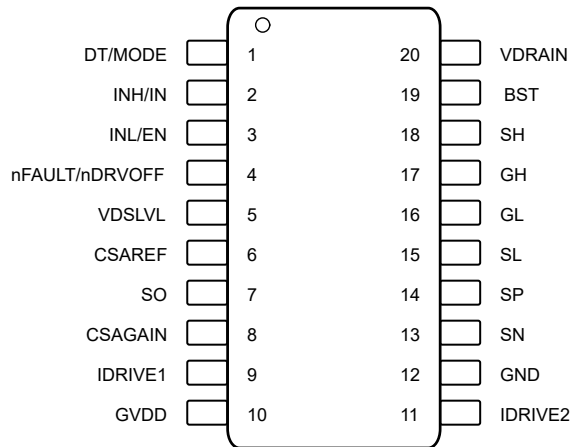 DT/MODE 1 20 VDRAIN
INH/IN 2 19 BST
INL/EN 3 18 SH
nFAULT/nDRVOFF 4 17 GH
VDSLVL 5 16 GL
CSAREF 6 15 SL
SO 7 14 SP
CSAGAIN 8 13 SN
IDRIVE1 9 12 GND
GVDD 10 11 IDRIVE2